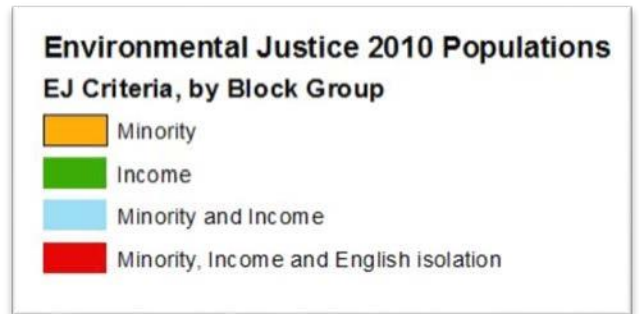 Environmental Justice 2010 Populations
EJ Criteria, by Block Group
Minority
Income
Minority and Income
Minority, Income and English isolation